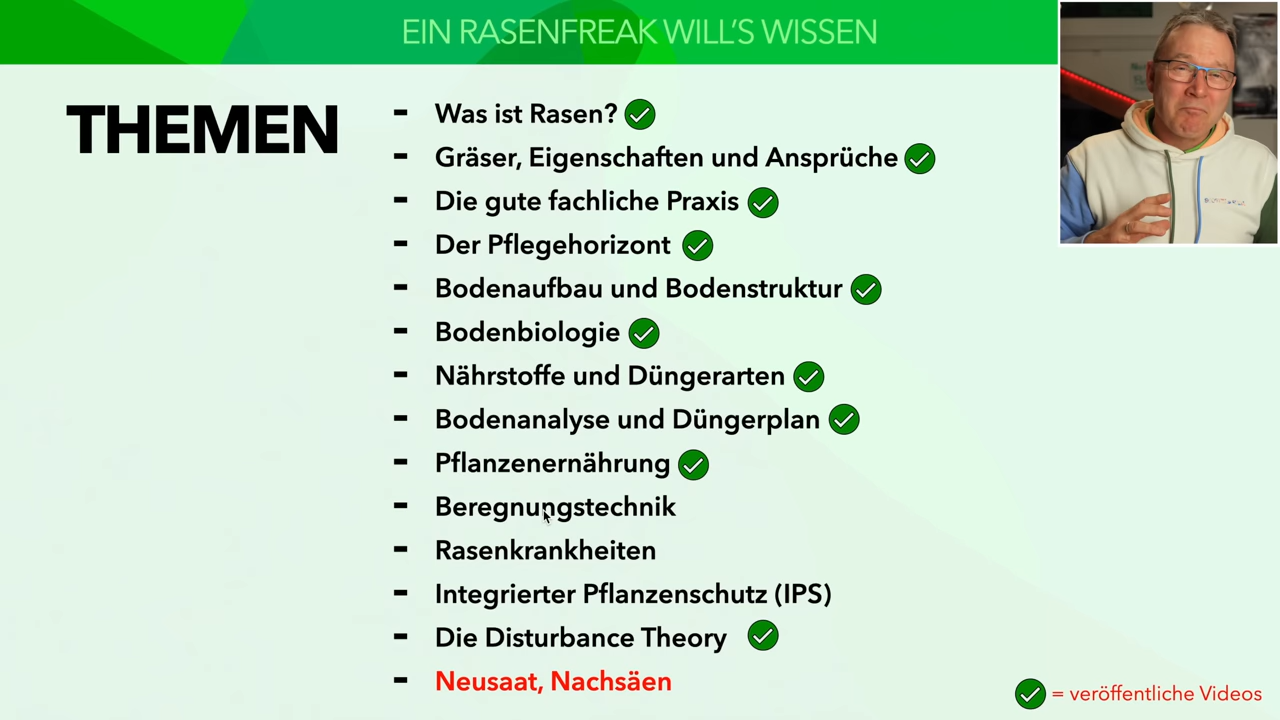 EIN RASENFREAK WILL'S WISSEN
THEMEN
- Was ist Rasen?
- Gräser, Eigenschaften und Ansprüche
- Die gute fachliche Praxis
- Der Pflegehorizont
- Bodenaufbau und Bodenstruktur
- Bodenbiologie
- Nährstoffe und Düngerarten
- Bodenanalyse und Düngerplan
- Pflanzenernährung
- Beregnungstechnik
- Rasenkrankheiten
- Integrierter Pflanzenschutz (IPS)
- Die Disturbance Theory
- Neusaat, Nachsäen
= veröffentliche Videos